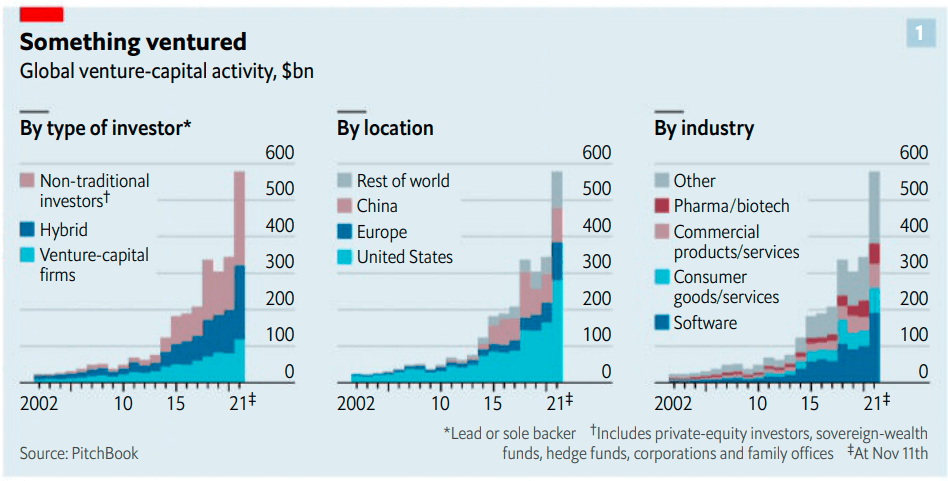 1
Something ventured
Global venture-capital activity, $bn
By type of investor*
600
500
400
300
200
100
0
Non-traditional
investors†
Hybrid
Venture-capital
firms
2002
10
15
21‡
By location
600
500
400
300
200
100
0
Rest of world
China
Europe
United States
2002
10
15
21‡
By industry
600
500
400
300
200
100
0
Other
Pharma/biotech
Commercial
products/services
Consumer
goods/services
Software
2002
10
15
21‡
*Lead or sole backer †Includes private-equity investors, sovereign-wealth
funds, hedge funds, corporations and family offices ‡At Nov 11th
Source: PitchBook